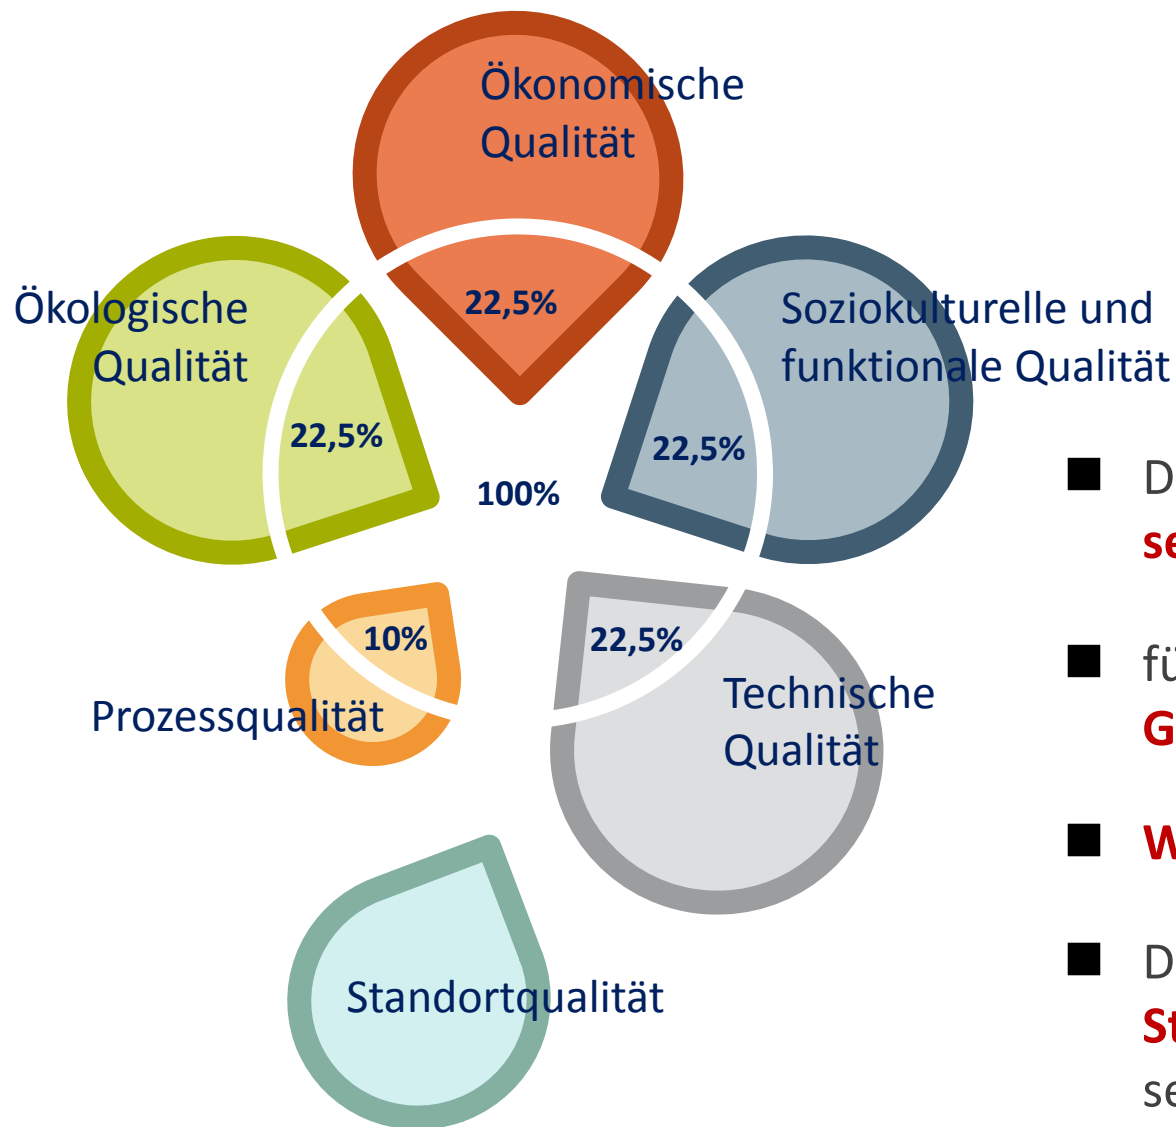 Ökonomische
Qualität
22,5%
Ökologische
Qualität
22,5%
Soziokulturelle und
funktionale Qualität
22,5%
100%
10%
Prozessqualität
22,5%
Technische
Qualität
Standortqualität